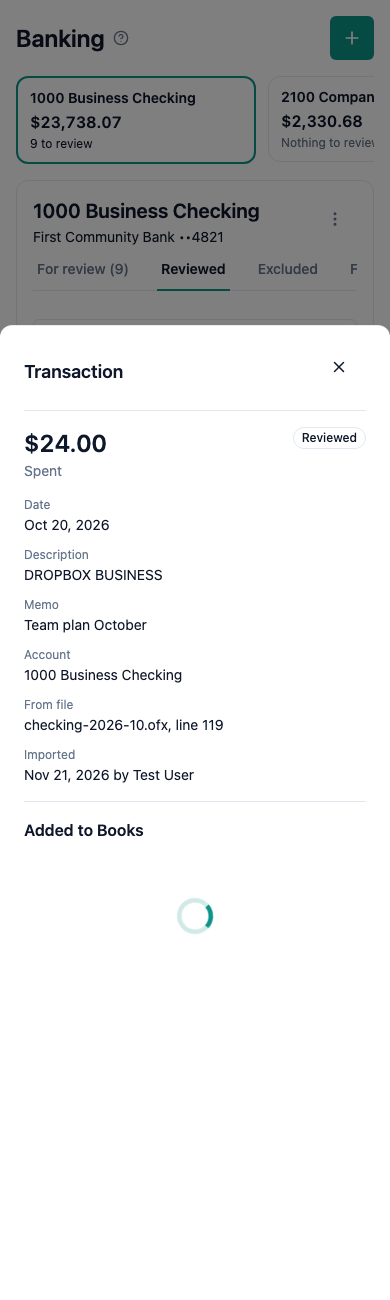 Banking
1000 Business Checking
$23,738.07
9 to review
2100 Compan
$2,330.68
Nothing to review
1000 Business Checking
First Community Bank ••4821
For review (9)
Reviewed
Excluded
F
Transaction
$24.00
Reviewed
Spent
Date
Oct 20, 2026
Description
DROPBOX BUSINESS
Memo
Team plan October
Account
1000 Business Checking
From file
checking-2026-10.ofx, line 119
Imported
Nov 21, 2026 by Test User
Added to Books